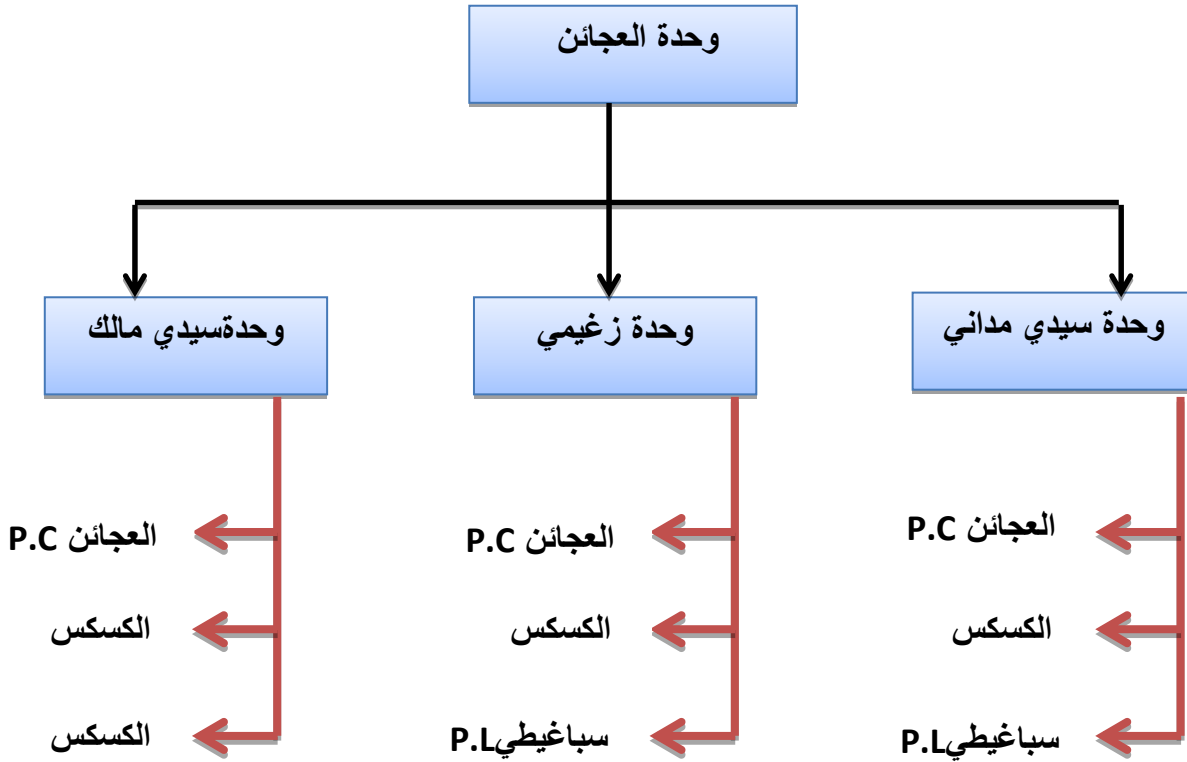 وحدة العجائن
وحدة سيدي مداني
وحدة زغيمي
وحدةسيدي مالك
العجائن P.C
العجائن P.C
العجائن P.C
الكسكس
الكسكس
الكسكس
سباغيطيP.L
سباغيطيP.L
الكسكس